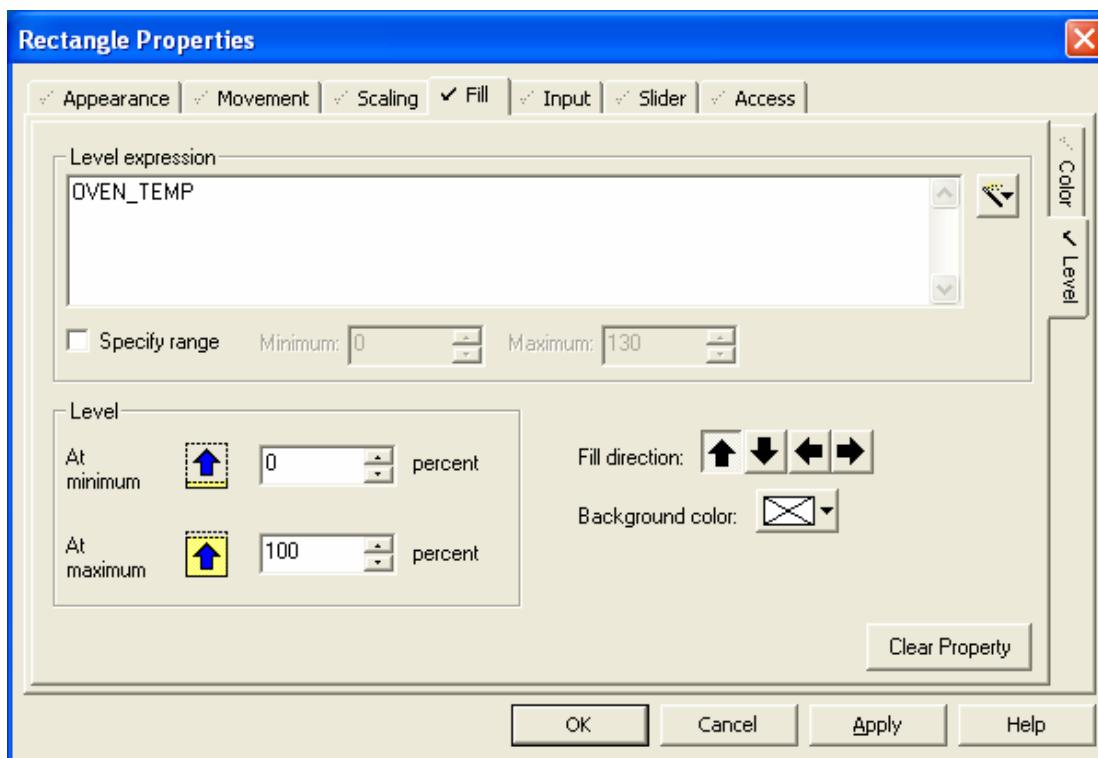 Rectangle Properties
Appearance Movement Scaling Fill Input Slider Access
Color
Level
Level expression
OVEN_TEMP
Specify range Minimum: 0 Maximum: 130
Level
At minimum 0 percent
At maximum 100 percent
Fill direction:
Background color:
Clear Property
OK Cancel Apply Help